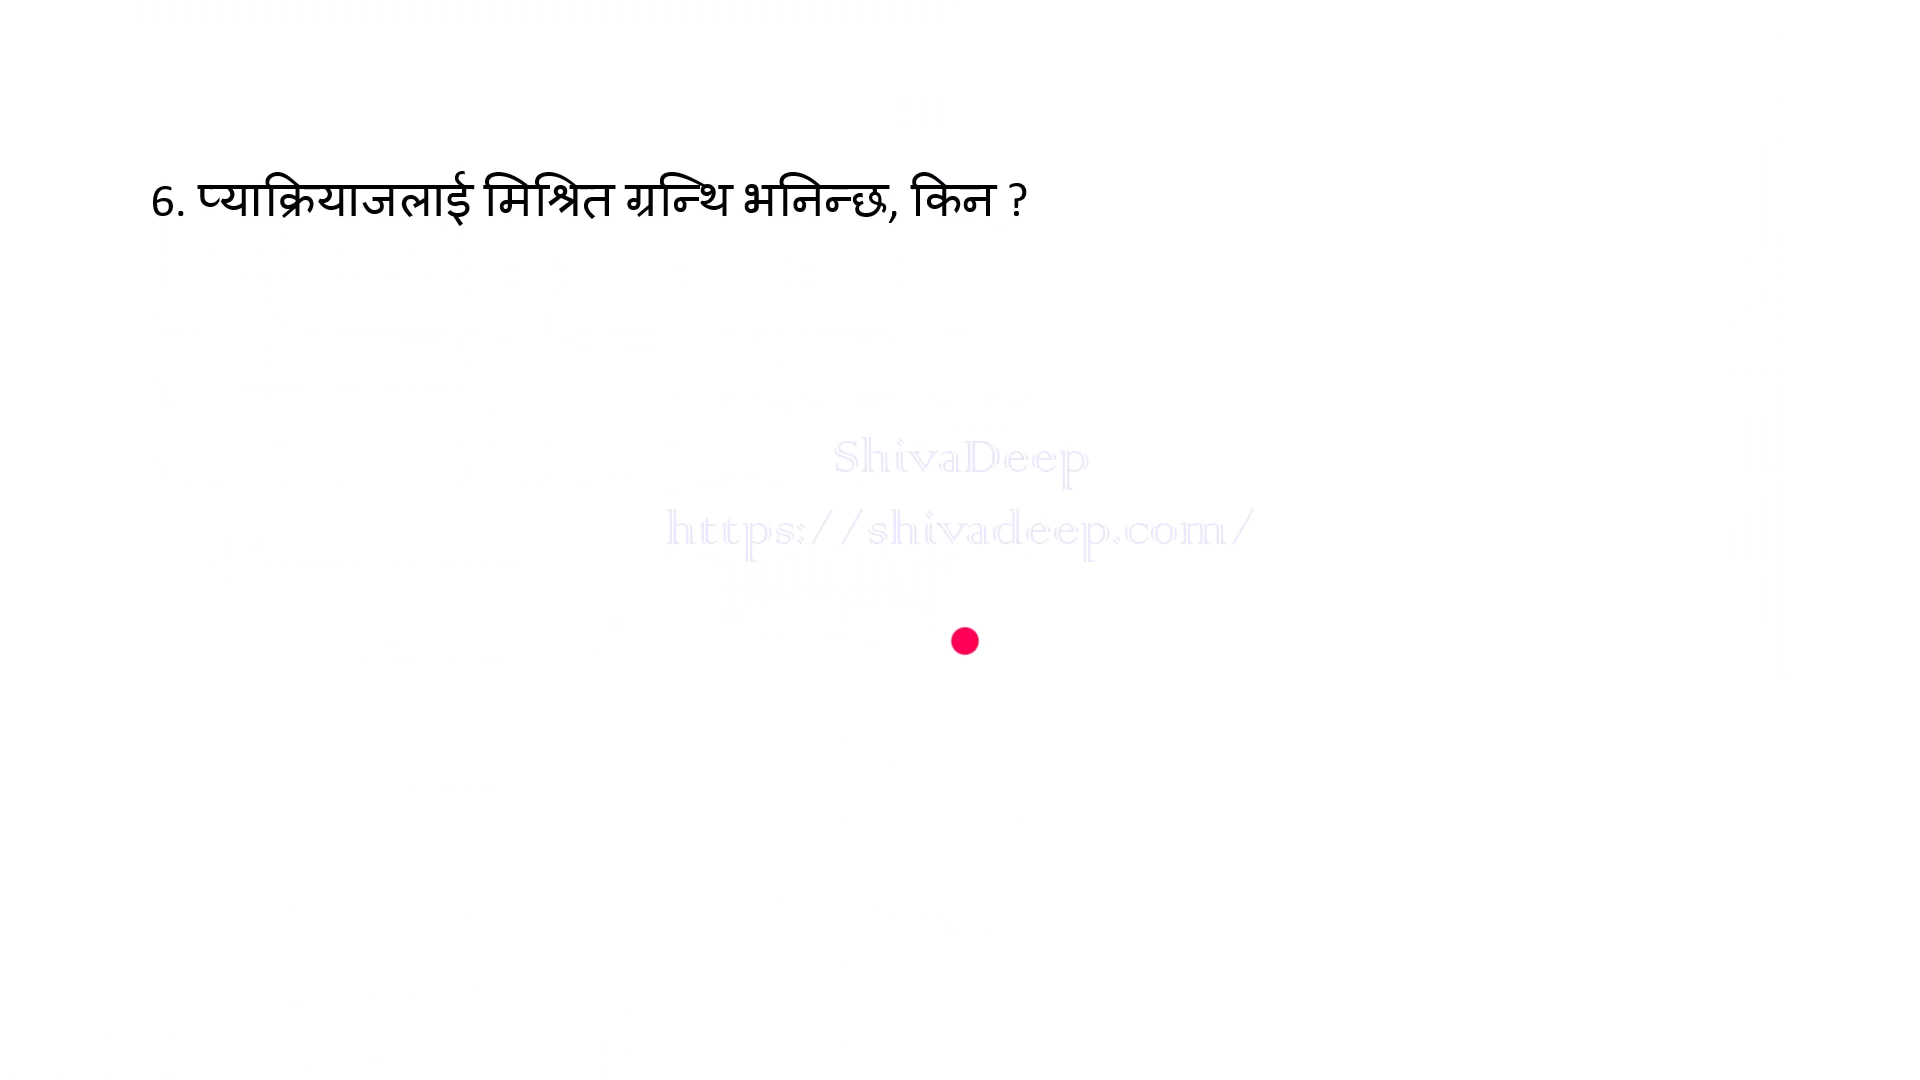 6. प्याक्रियाजलाई मिश्रित ग्रन्थि भनिन्छ, किन ?
ShivaDeep
https://shivadeep.com/